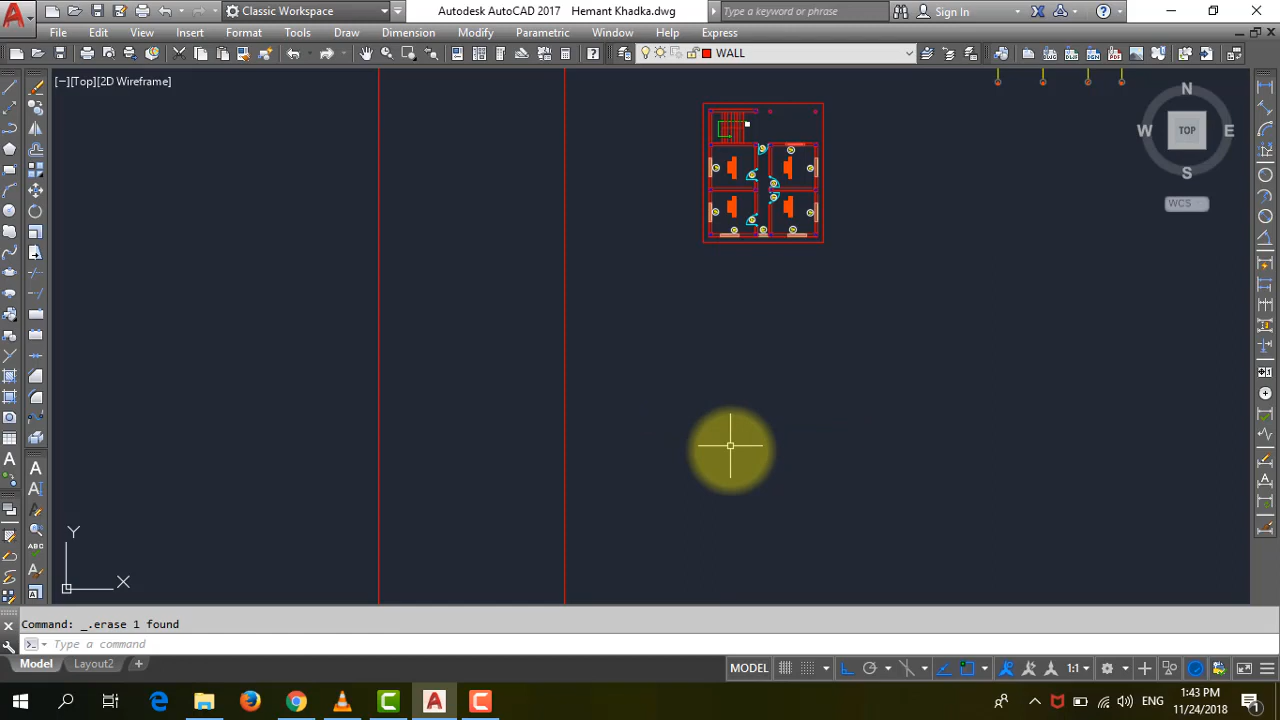 Classic Workspace
Autodesk AutoCAD 2017 Hemant Khadka.dwg
Type a keyword or phrase
Sign In
File Edit View Insert Format Tools Draw Dimension Modify Parametric Window Help Express
WALL
[−][Top][2D Wireframe]
N
W TOP E
S
WCS
Y
X
Command: _.erase 1 found
Type a command
Model Layout2 +
MODEL
1:1
ENG
1:43 PM
11/24/2018